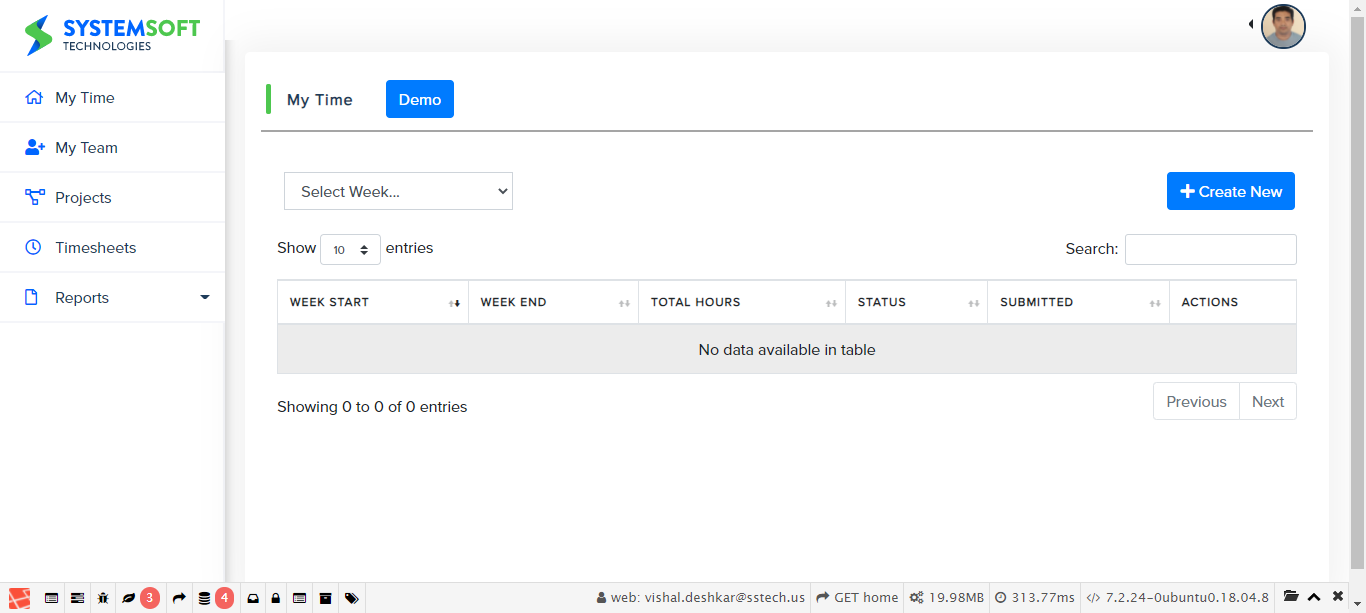 SYSTEMSOFT
TECHNOLOGIES
My Time
My Team
Projects
Timesheets
Reports
My Time
Demo
Select Week...
Create New
Show 10 entries
Search:
WEEK START WEEK END TOTAL HOURS STATUS SUBMITTED ACTIONS
No data available in table
Showing 0 to 0 of 0 entries
Previous Next
3 4 web: vishal.deshkar@sstech.us GET home 19.98MB 313.77ms 7.2.24-0ubuntu0.18.04.8